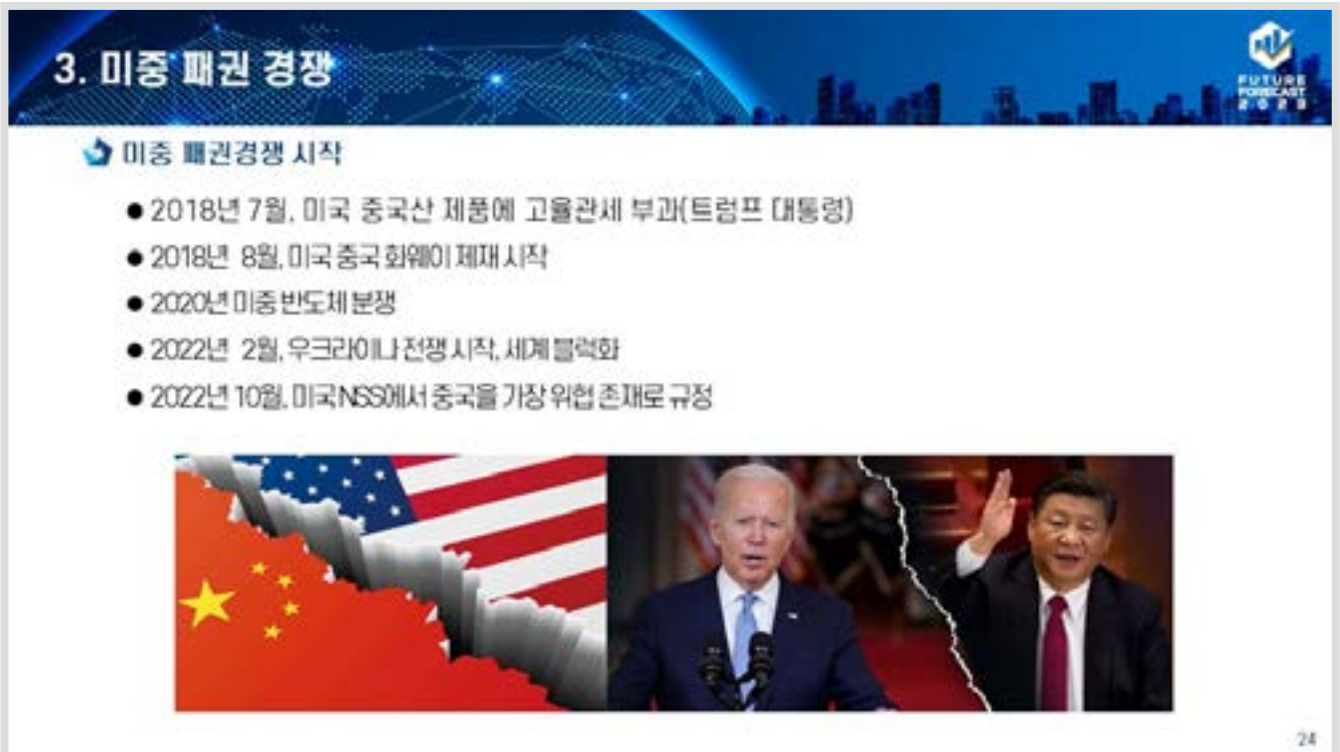 3. 미중 패권 경쟁
FUTURE
FORECAST
2023
미중 패권경쟁 시작
● 2018년 7월, 미국 중국산 제품에 고율관세 부과(트럼프 대통령)
● 2018년 8월, 미국 중국 화웨이 제재 시작
● 2020년 미중 반도체 분쟁
● 2022년 2월, 우크라이나 전쟁 시작, 세계 블럭화
● 2022년 10월, 미국 NSS에서 중국을 가장 위협 존재로 규정
24